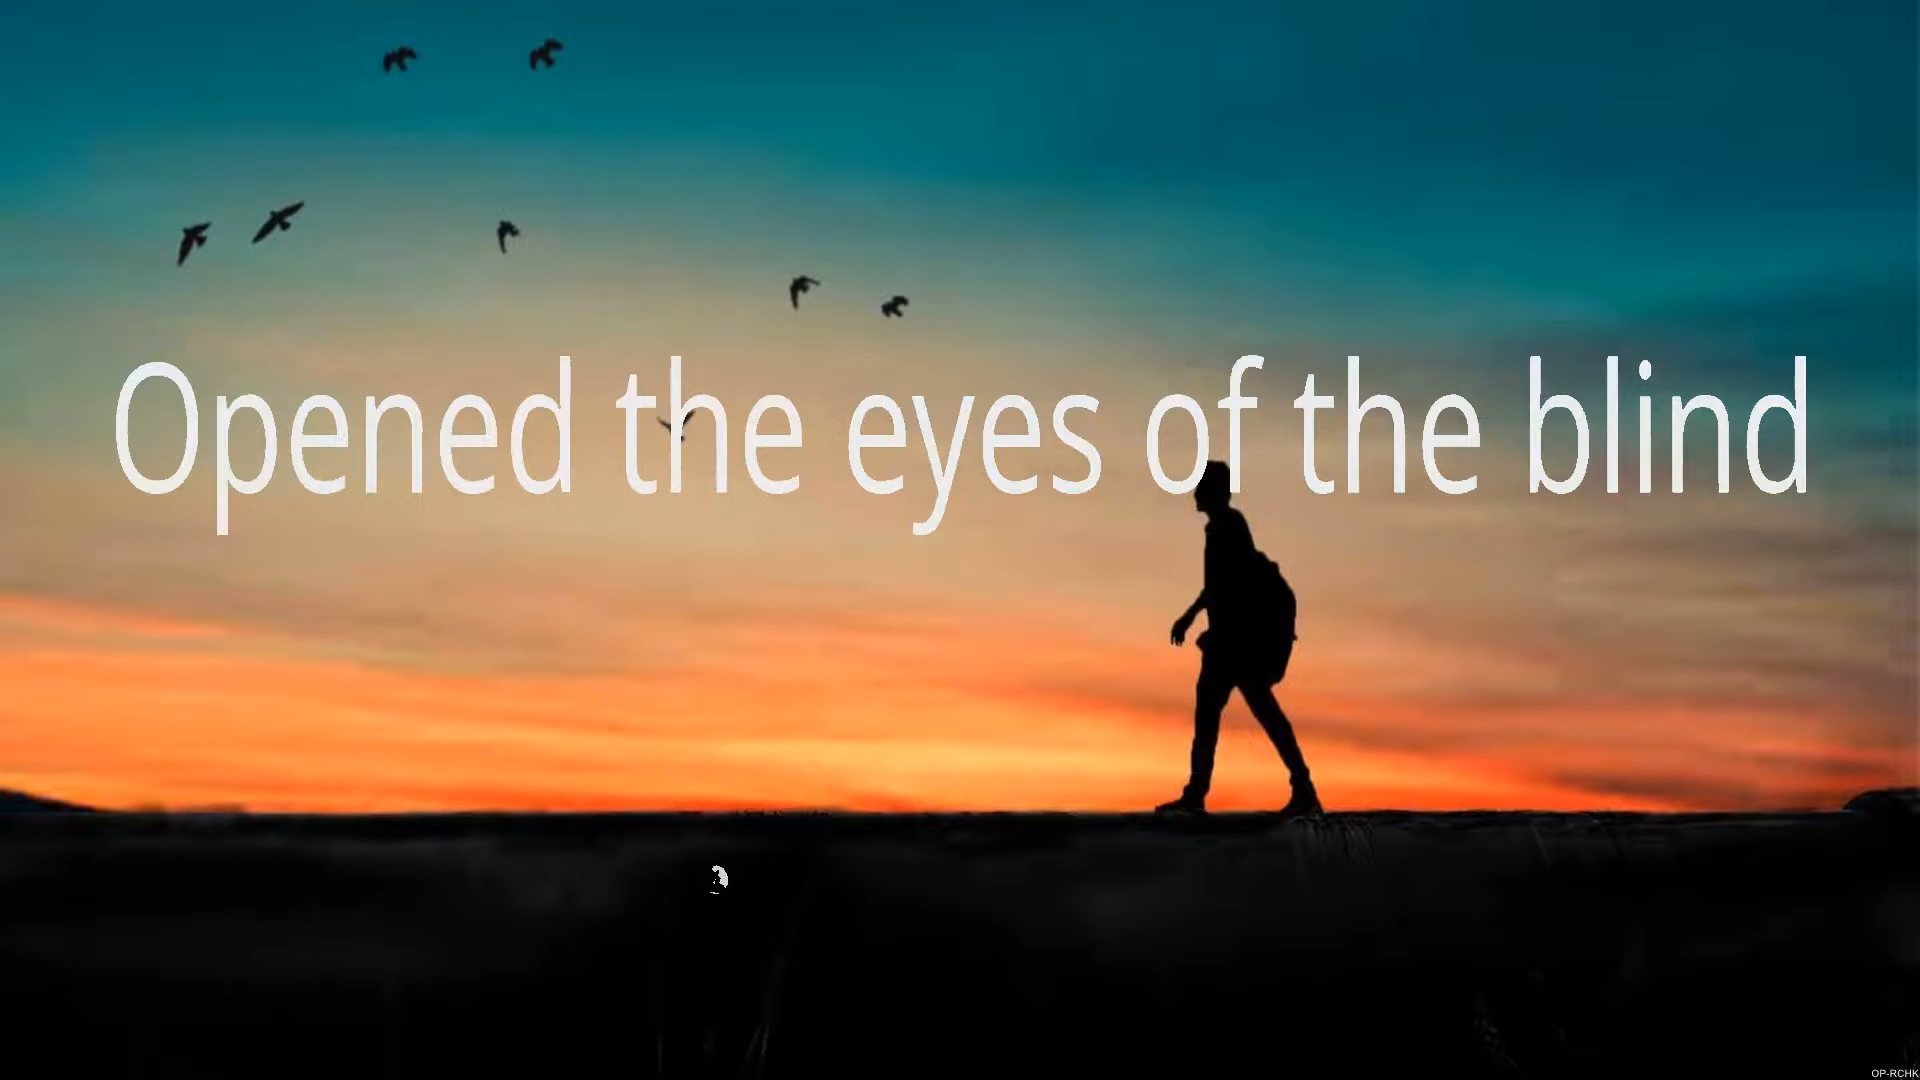 Opened the eyes of the blind
OP-RCHK